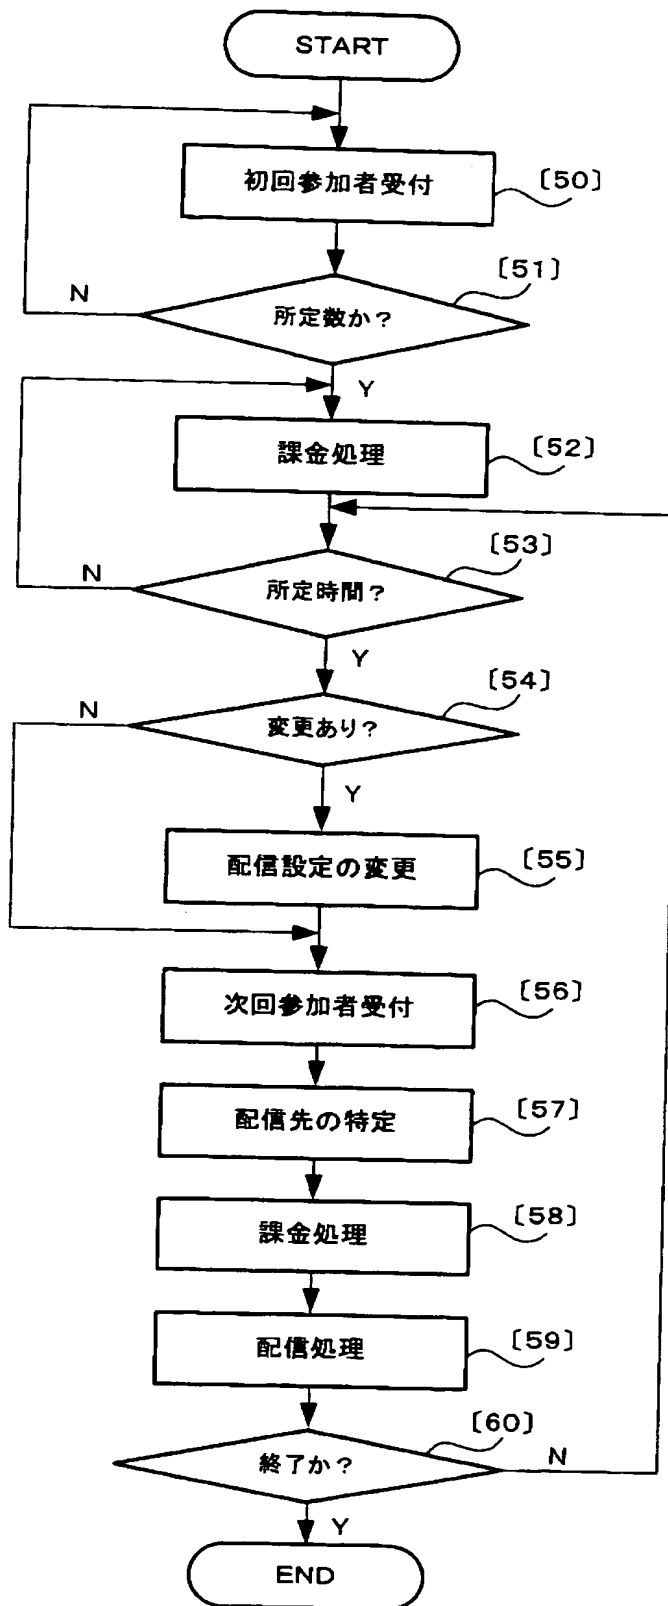 START
初回参加者受付
〔50〕
〔51〕
N
所定数か?
Y
課金処理
〔52〕
〔53〕
N
所定時間?
Y
〔54〕
N
変更あり?
Y
配信設定の変更
〔55〕
次回参加者受付
〔56〕
配信先の特定
〔57〕
課金処理
〔58〕
配信処理
〔59〕
〔60〕
終了か?
N
Y
END